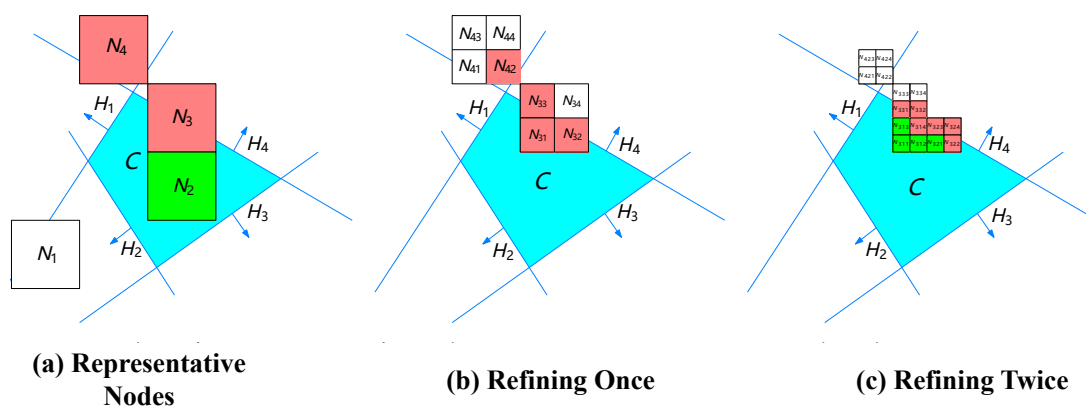 N4
H1
N3
H4
C
N2
H3
H2
N1
(a) Representative
Nodes
N43 N44
N41 N42
H1
N33 N34
N31 N32
H4
C
H3
H2
(b) Refining Once
N423 N424
N421 N422
H1
N333 N334
N331 N332
N313 N314 N323 N324
N311 N312 N321 N322
H4
C
H3
H2
(c) Refining Twice